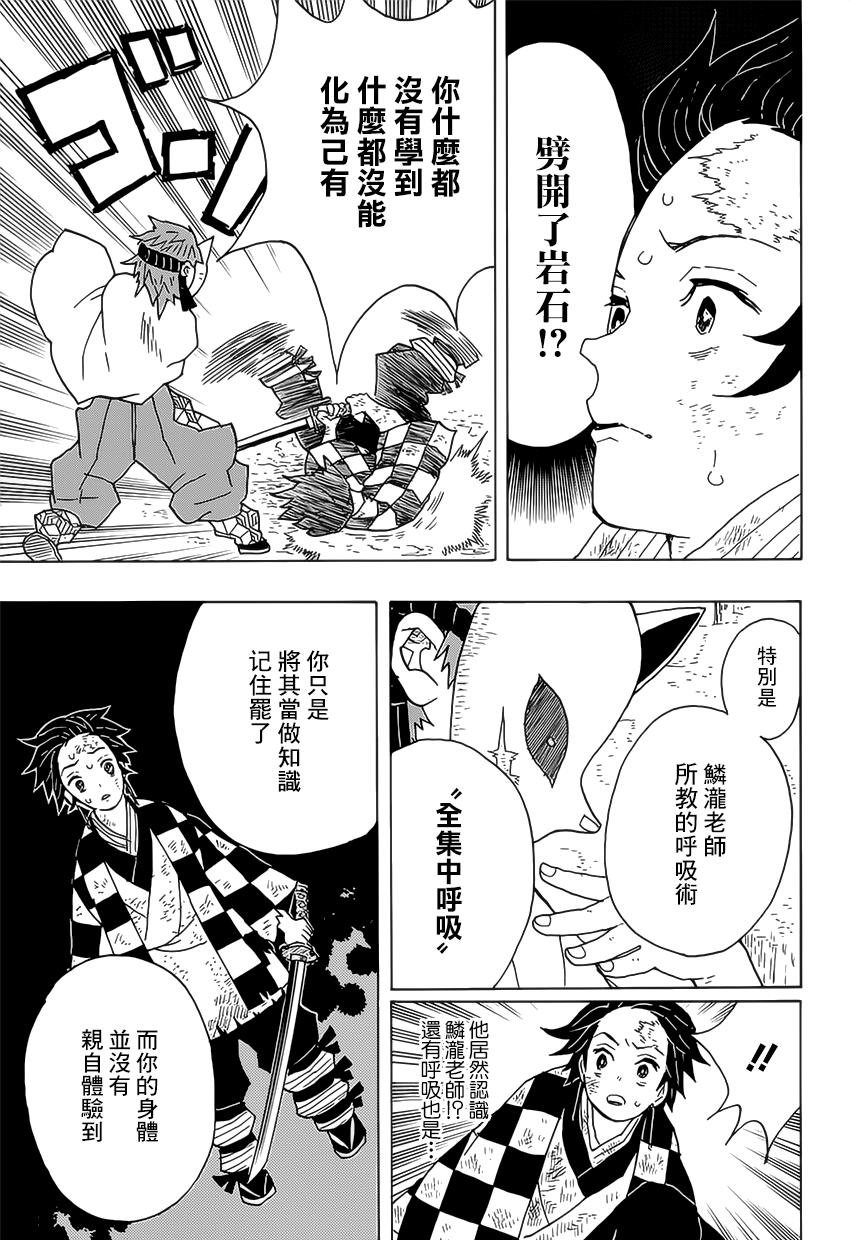 劈開了岩石!?
你什麼都
沒有學到
什麼都沒能
化為己有
ゴッ
特別是
鱗瀧老師
所教的呼吸術
〝全集中呼吸〟
!!
他居然認識
鱗瀧老師!?
還有呼吸也是…
你只是
將其當做知識
记住罷了
而你的身體
並沒有
親自體驗到